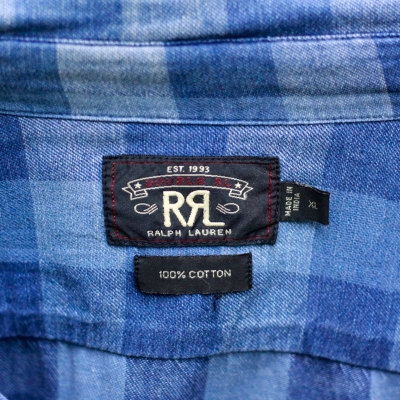 EST. 1993
RRL
RALPH LAUREN
MADE IN
INDIA
XL
100% COTTON